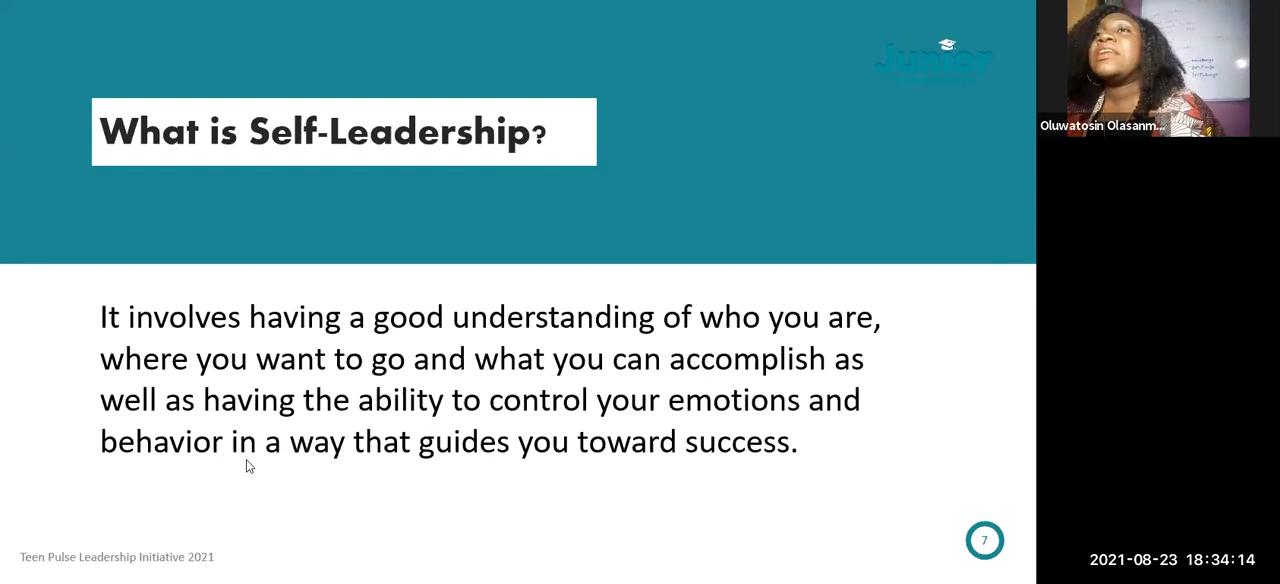 Junior
What is Self-Leadership?
Oluwatosin Olasanm...
It involves having a good understanding of who you are,
where you want to go and what you can accomplish as
well as having the ability to control your emotions and
behavior in a way that guides you toward success.
7
Teen Pulse Leadership Initiative 2021
2021-08-23 18:34:14